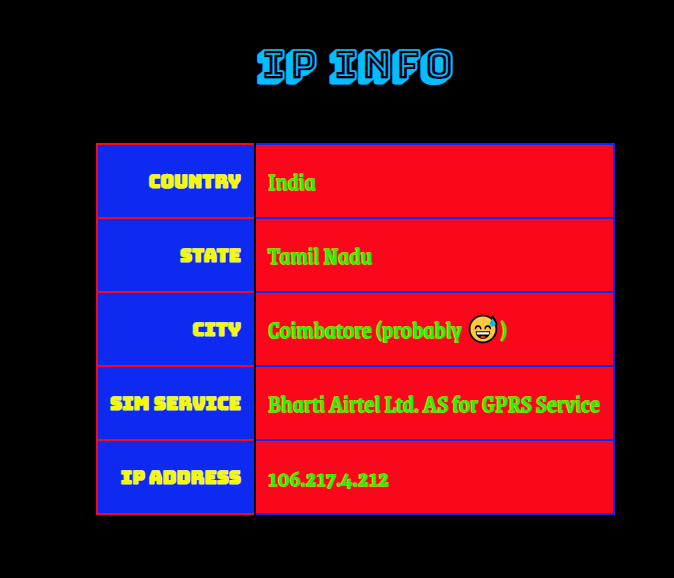 IP INFO
COUNTRY India
STATE Tamil Nadu
CITY Coimbatore (probably 😅)
SIM SERVICE Bharti Airtel Ltd. AS for GPRS Service
IP ADDRESS 106.217.4.212